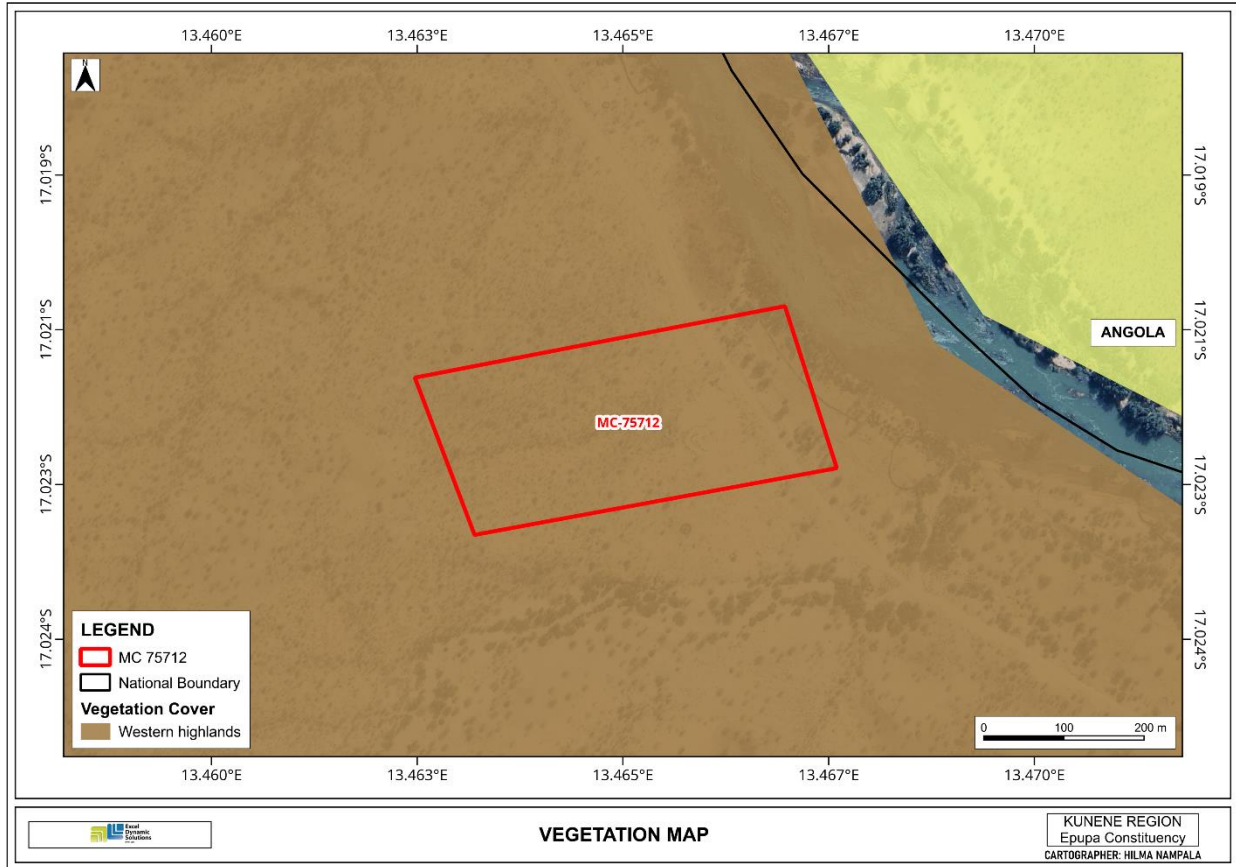 13.460°E 13.463°E 13.465°E 13.467°E 13.470°E
N
17.019°S 17.019°S
17.021°S 17.021°S
ANGOLA
MC-75712
17.023°S 17.023°S
LEGEND
MC 75712
National Boundary
Vegetation Cover
Western highlands
17.024°S 17.024°S
0 100 200 m
13.460°E 13.463°E 13.465°E 13.467°E 13.470°E
Excel
Dynamic
Solutions
VEGETATION MAP
KUNENE REGION
Epupa Constituency
CARTOGRAPHER: HILMA NAMPALA